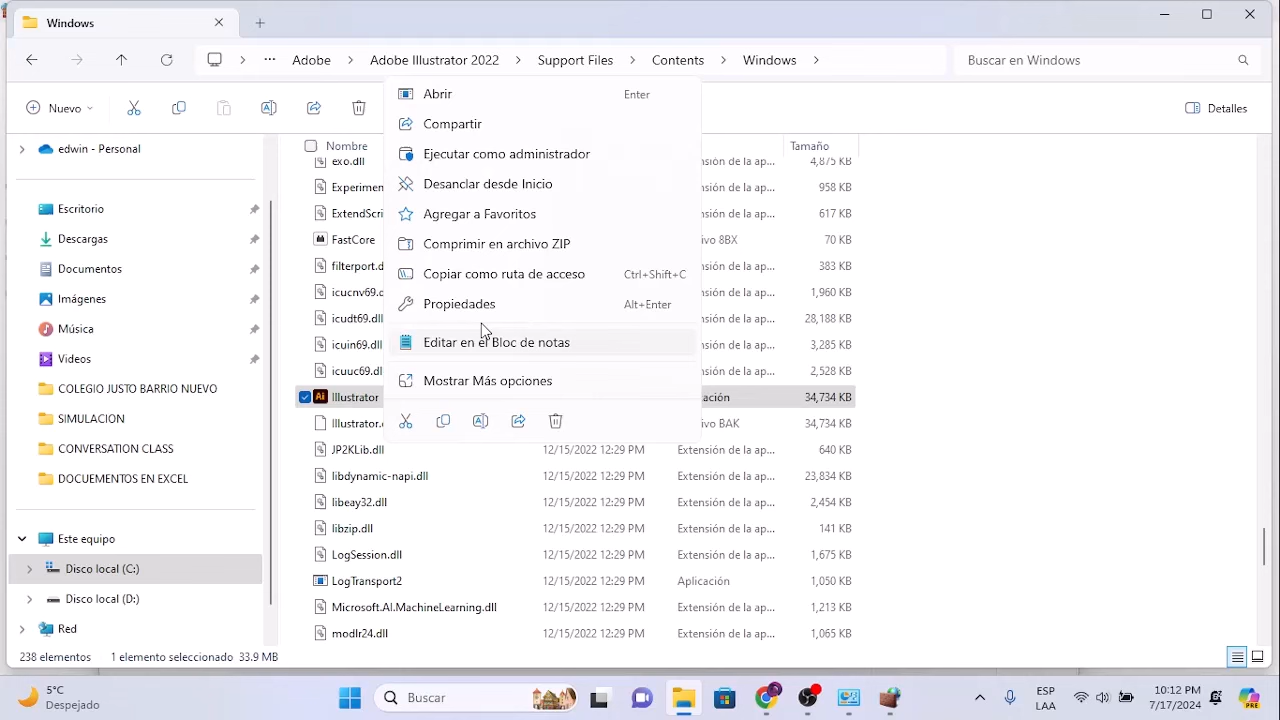 Windows
Adobe
Adobe Illustrator 2022
Support Files
Contents
Windows
Buscar en Windows
Nuevo
Detalles
edwin - Personal
Escritorio
Descargas
Documentos
Imágenes
Música
Videos
COLEGIO JUSTO BARRIO NUEVO
SIMULACION
CONVERSATION CLASS
DOCUEMENTOS EN EXCEL
Este equipo
Disco local (C:)
Disco local (D:)
Red
Abrir Enter
Compartir
Ejecutar como administrador
Desanclar desde Inicio
Agregar a Favoritos
Comprimir en archivo ZIP
Copiar como ruta de acceso Ctrl+Shift+C
Propiedades Alt+Enter
Editar en el Bloc de notas
Mostrar Más opciones
Nombre Tamaño
exo.dll ensión de la ap... 4,875 KB
Experimen ensión de la ap... 958 KB
ExtendScri ensión de la ap... 617 KB
FastCore ivo 8BX 70 KB
filterport.d ensión de la ap... 383 KB
icucnv69.d ensión de la ap... 1,960 KB
icudt69.dll ensión de la ap... 28,188 KB
icuin69.dll ensión de la ap... 3,285 KB
icuuc69.dll ensión de la ap... 2,528 KB
Illustrator ación 34,734 KB
Illustrator. ivo BAK 34,734 KB
JP2KLib.dll 12/15/2022 12:29 PM Extensión de la ap... 640 KB
libdynamic-napi.dll 12/15/2022 12:29 PM Extensión de la ap... 23,834 KB
libeay32.dll 12/15/2022 12:29 PM Extensión de la ap... 2,454 KB
libzip.dll 12/15/2022 12:29 PM Extensión de la ap... 141 KB
LogSession.dll 12/15/2022 12:29 PM Extensión de la ap... 1,675 KB
LogTransport2 12/15/2022 12:29 PM Aplicación 1,050 KB
Microsoft.AI.MachineLearning.dll 12/15/2022 12:29 PM Extensión de la ap... 1,213 KB
modlr24.dll 12/15/2022 12:29 PM Extensión de la ap... 1,065 KB
238 elementos 1 elemento seleccionado 33.9 MB
5°C
Despejado
Buscar
ESP
LAA
10:12 PM
7/17/2024
PRE